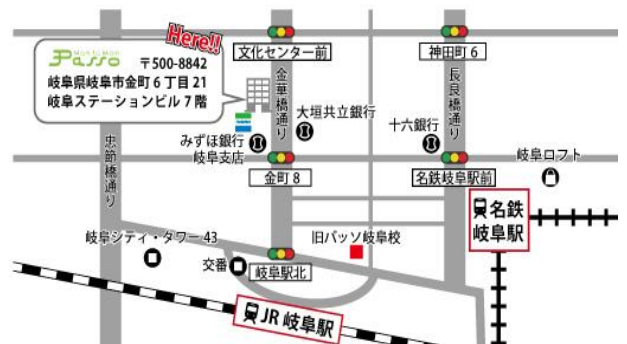 Here!!
man to man
Passo
〒500-8842
岐阜県岐阜市金町6丁目21
岐阜ステーションビル7階
文化センター前
神田町6
金華橋通り
長良橋通り
忠節橋通り
大垣共立銀行
みずほ銀行
岐阜支店
十六銀行
岐阜ロフト
金町8
名鉄岐阜駅前
名鉄
岐阜駅
岐阜シティ・タワー43
旧パッソ岐阜校
交番
岐阜駅北
JR岐阜駅